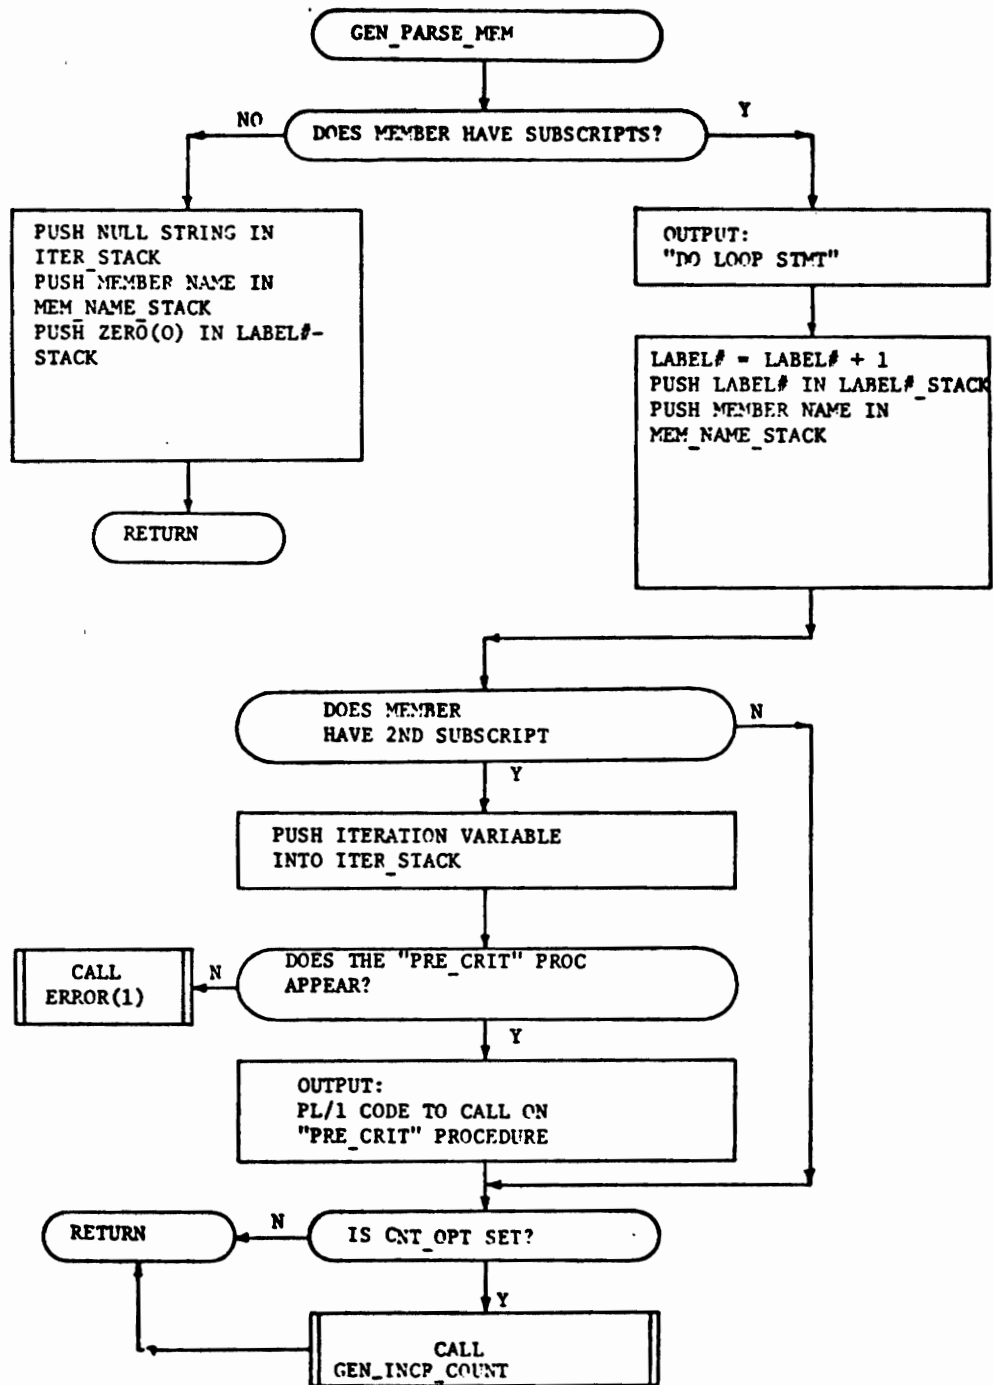 GEN_PARSE_MEM
NO
DOES MEMBER HAVE SUBSCRIPTS?
Y
PUSH NULL STRING IN
ITER_STACK
PUSH MEMBER NAME IN
MEM_NAME_STACK
PUSH ZERO(0) IN LABEL#-
STACK
RETURN
OUTPUT:
"DO LOOP STMT"
LABEL# = LABEL# + 1
PUSH LABEL# IN LABEL#_STACK
PUSH MEMBER NAME IN
MEM_NAME_STACK
DOES MEMBER
HAVE 2ND SUBSCRIPT
N
Y
PUSH ITERATION VARIABLE
INTO ITER_STACK
DOES THE "PRE_CRIT" PROC
APPEAR?
N
CALL
ERROR(1)
Y
OUTPUT:
PL/1 CODE TO CALL ON
"PRE_CRIT" PROCEDURE
RETURN
N
IS CNT_OPT SET?
Y
CALL
GEN_INCP_COUNT